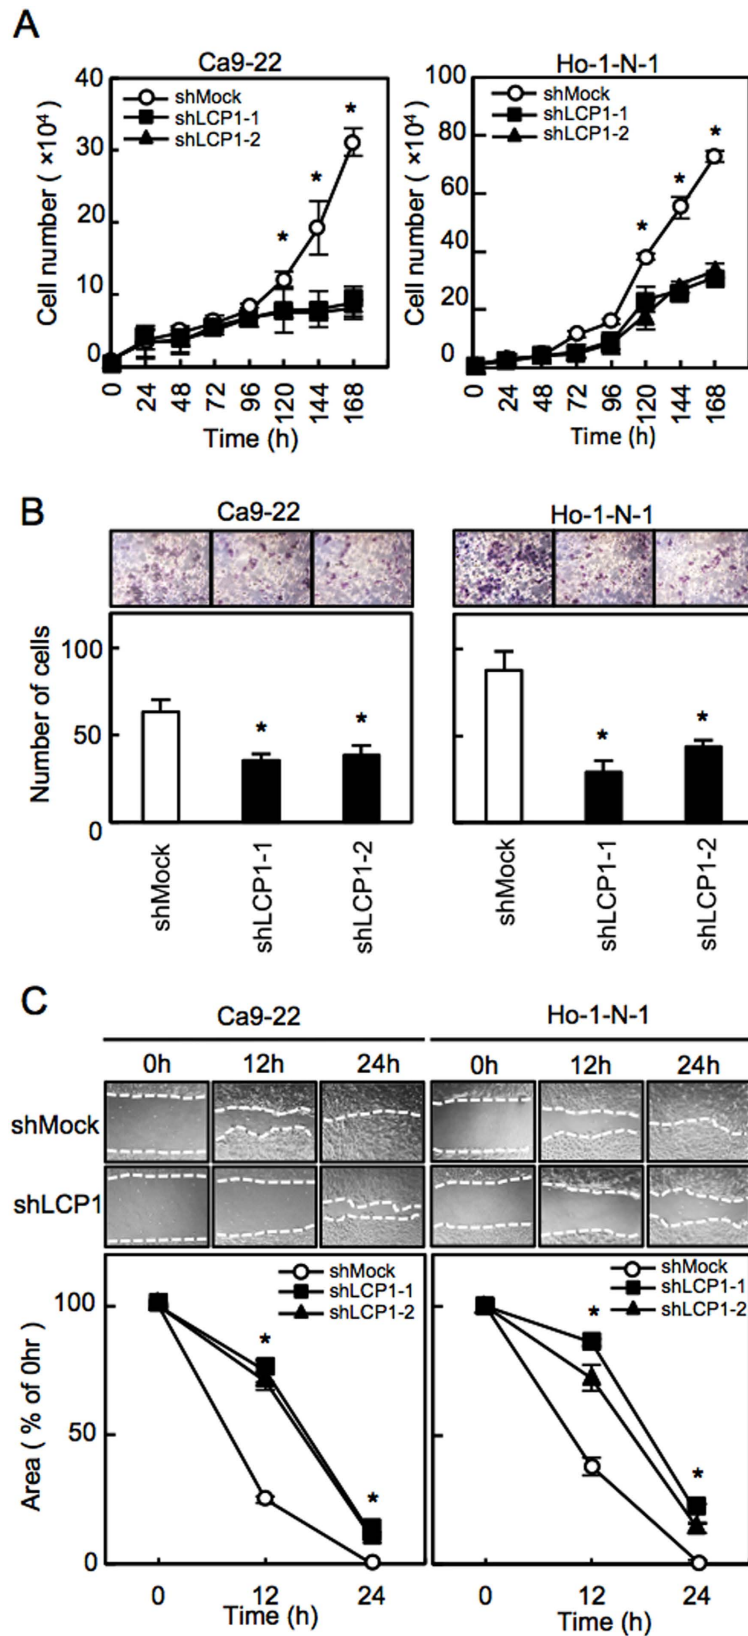 A
Ca9-22
Ho-1-N-1
Cell number ( ×10⁴)
40
30
20
10
0
shMock
shLCP1-1
shLCP1-2
* * *
0 24 48 72 96 120 144 168
Time (h)
Cell number ( ×10⁴)
100
80
60
40
20
0
shMock
shLCP1-1
shLCP1-2
* * *
0 24 48 72 96 120 144 168
Time (h)
B
Ca9-22
Ho-1-N-1
Number of cells
100
50
0
* *
* *
shMock shLCP1-1 shLCP1-2
shMock shLCP1-1 shLCP1-2
C
Ca9-22
Ho-1-N-1
0h 12h 24h 0h 12h 24h
shMock
shLCP1
Area ( % of 0hr)
100
50
0
shMock
shLCP1-1
shLCP1-2
* *
0 12 24
Time (h)
shMock
shLCP1-1
shLCP1-2
* *
0 12 24
Time (h)